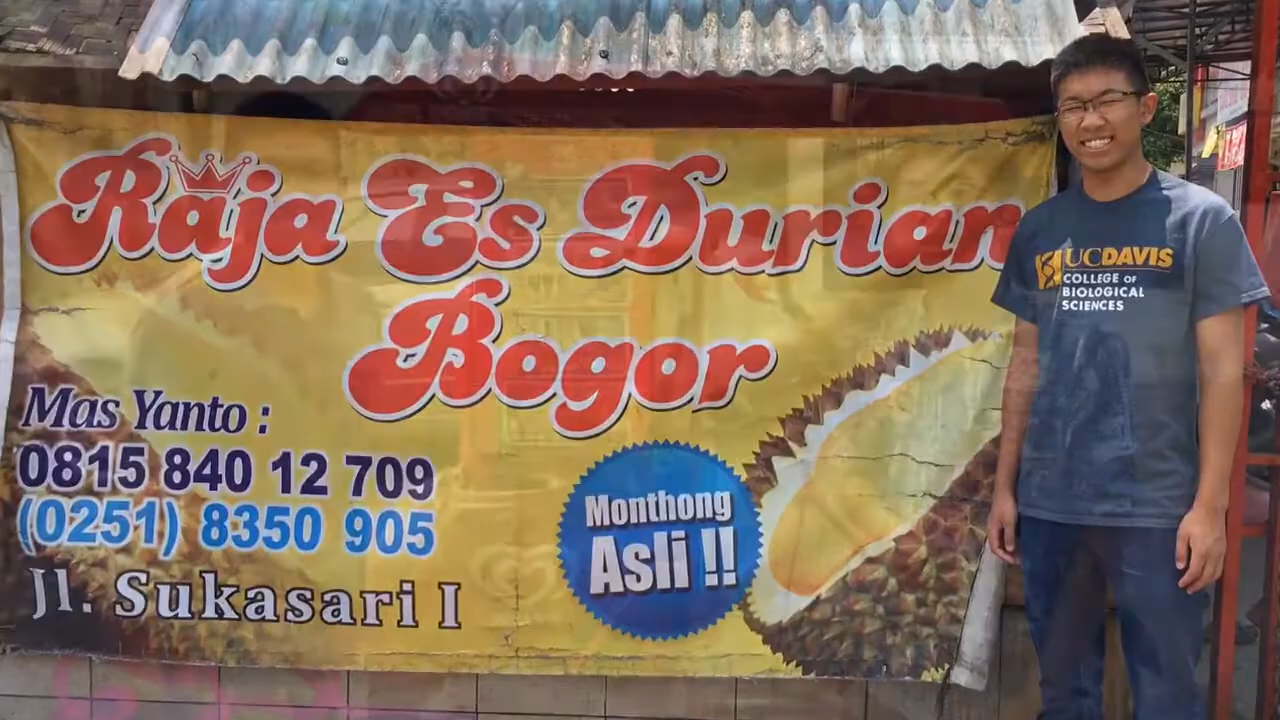 Raja Es Durian
Bogor
Mas Yanto :
0815 840 12 709
(0251) 8350 905
Jl. Sukasari I
Monthong
Asli !!
UCDAVIS
COLLEGE OF
BIOLOGICAL
SCIENCES